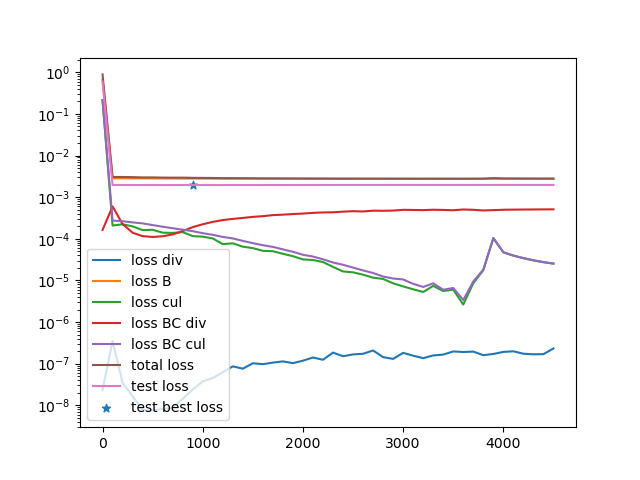 10^0
10^-1
10^-2
10^-3
10^-4
10^-5
10^-6
10^-7
10^-8
loss div
loss B
loss cul
loss BC div
loss BC cul
total loss
test loss
test best loss
0 1000 2000 3000 4000